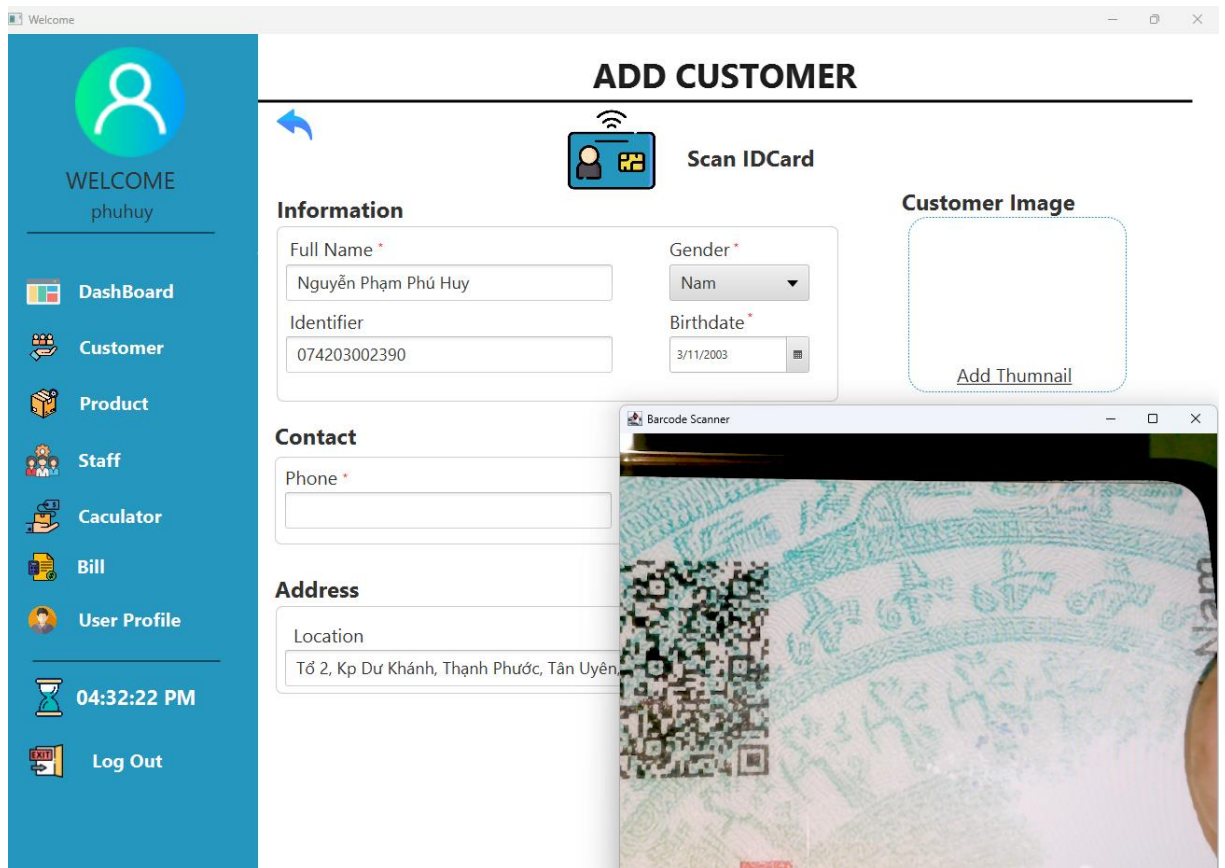 Welcome
ADD CUSTOMER
WELCOME
phuhuy
DashBoard
Customer
Product
Staff
Caculator
Bill
User Profile
04:32:22 PM
EXIT
Log Out
Scan IDCard
Information
Full Name *
Nguyễn Phạm Phú Huy
Gender *
Nam
Identifier
074203002390
Birthdate *
3/11/2003
Customer Image
Add Thumnail
Contact
Phone *
Address
Location
Tổ 2, Kp Dư Khánh, Thạnh Phước, Tân Uyên,
Barcode Scanner